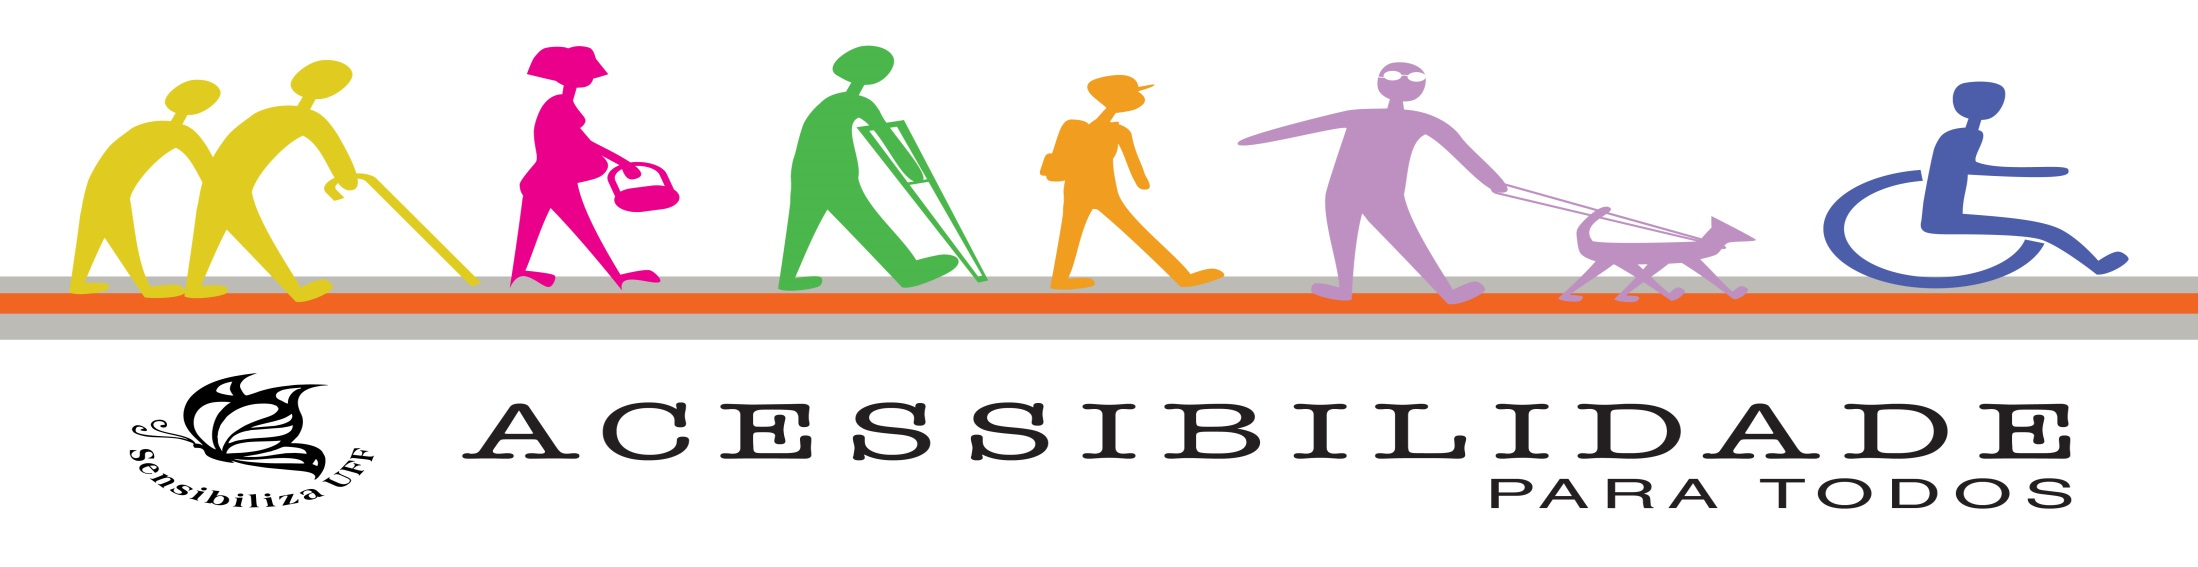 Sensibiliza UFF
ACESSIBILIDADE
PARA TODOS